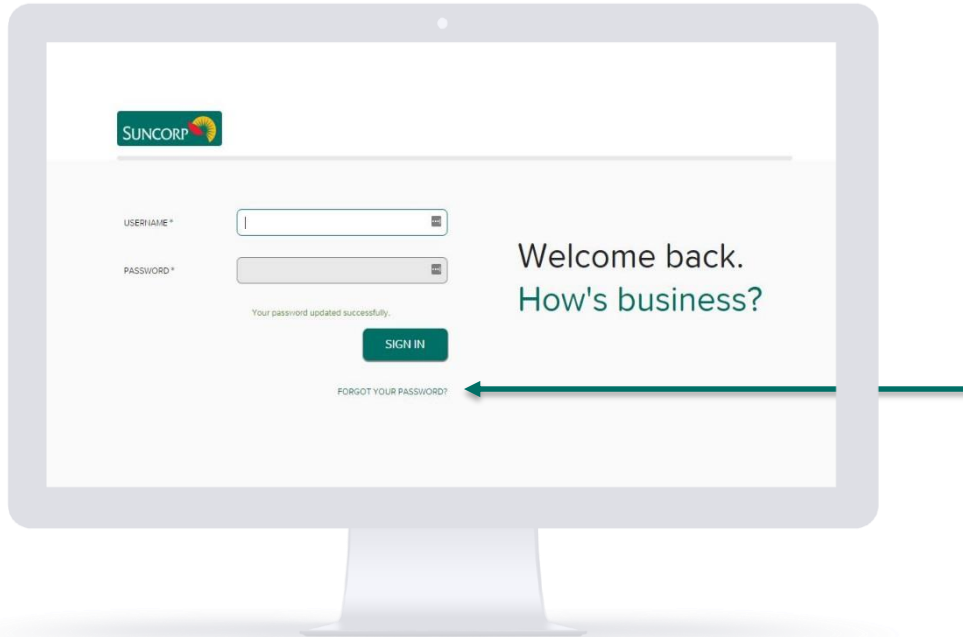 SUNCORP
USERNAME*
PASSWORD*
Your password updated successfully.
SIGN IN
FORGOT YOUR PASSWORD?
Welcome back.
How's business?